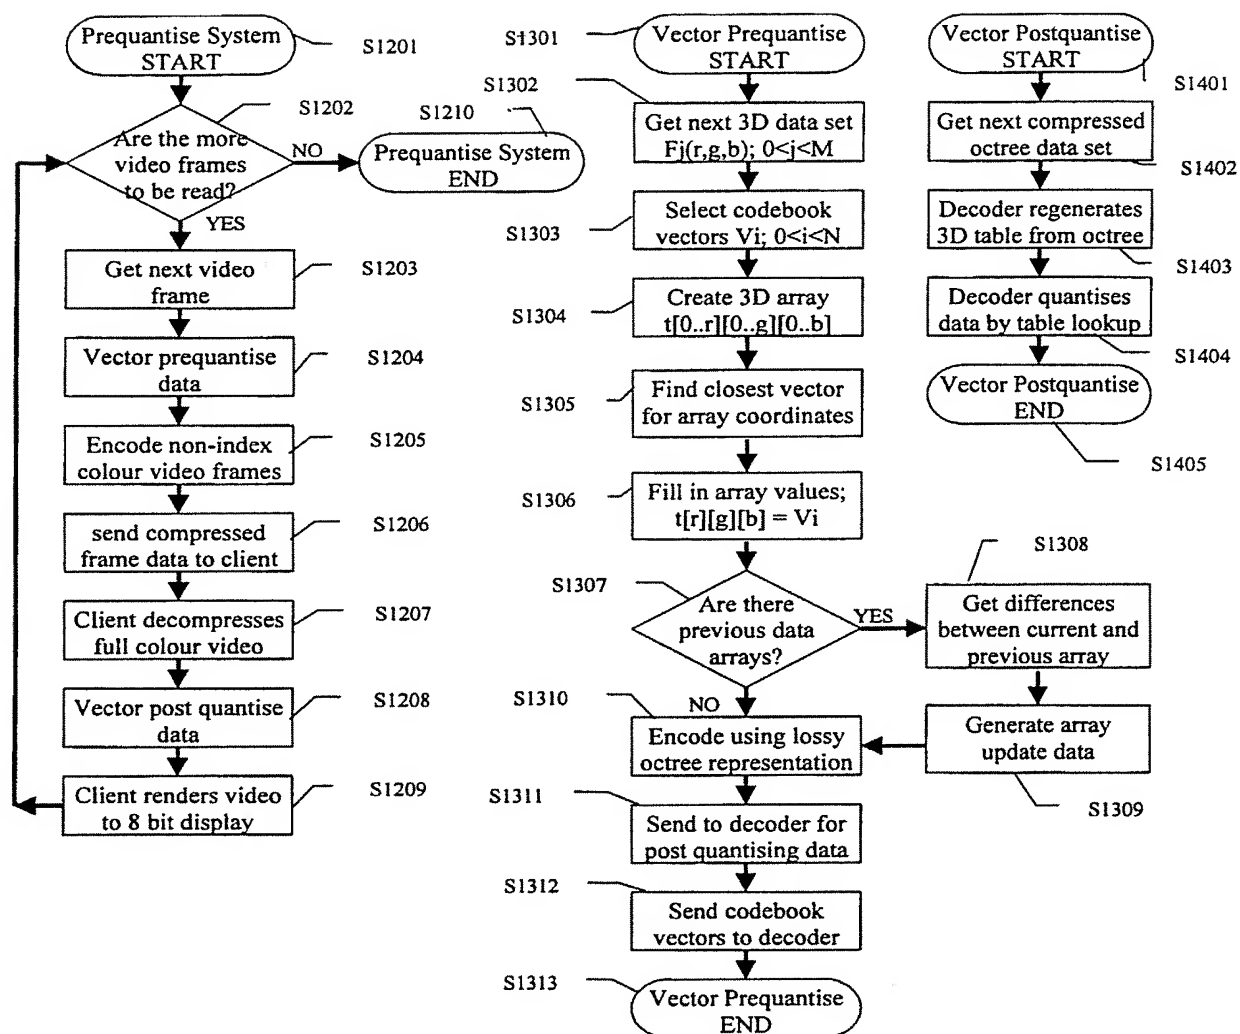 Prequantise System
START
S1201
Are the more
video frames
to be read?
S1202
NO
S1210
Prequantise System
END
YES
Get next video
frame
S1203
Vector prequantise
data
S1204
Encode non-index
colour video frames
S1205
send compressed
frame data to client
S1206
Client decompresses
full colour video
S1207
Vector post quantise
data
S1208
Client renders video
to 8 bit display
S1209
S1301
Vector Prequantise
START
S1302
Get next 3D data set
Fj(r,g,b); 0<j<M
S1303
Select codebook
vectors Vi; 0<i<N
S1304
Create 3D array
t[0..r][0..g][0..b]
S1305
Find closest vector
for array coordinates
S1306
Fill in array values;
t[r][g][b] = Vi
S1307
Are there
previous data
arrays?
YES
S1308
Get differences
between current and
previous array
Generate array
update data
S1309
NO
S1310
Encode using lossy
octree representation
S1311
Send to decoder for
post quantising data
S1312
Send codebook
vectors to decoder
S1313
Vector Prequantise
END
Vector Postquantise
START
S1401
Get next compressed
octree data set
S1402
Decoder regenerates
3D table from octree
S1403
Decoder quantises
data by table lookup
S1404
Vector Postquantise
END
S1405